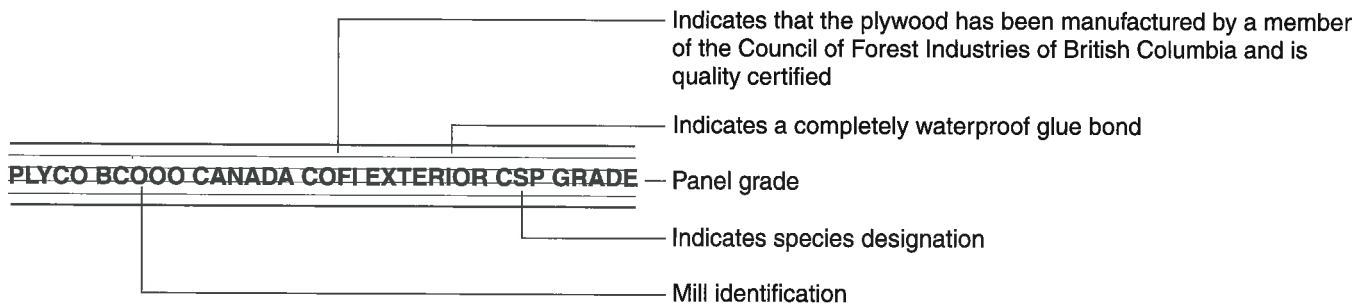 Indicates that the plywood has been manufactured by a member
of the Council of Forest Industries of British Columbia and is
quality certified
Indicates a completely waterproof glue bond
PLYCO BCOOO CANADA COFI EXTERIOR CSP GRADE
Panel grade
Indicates species designation
Mill identification